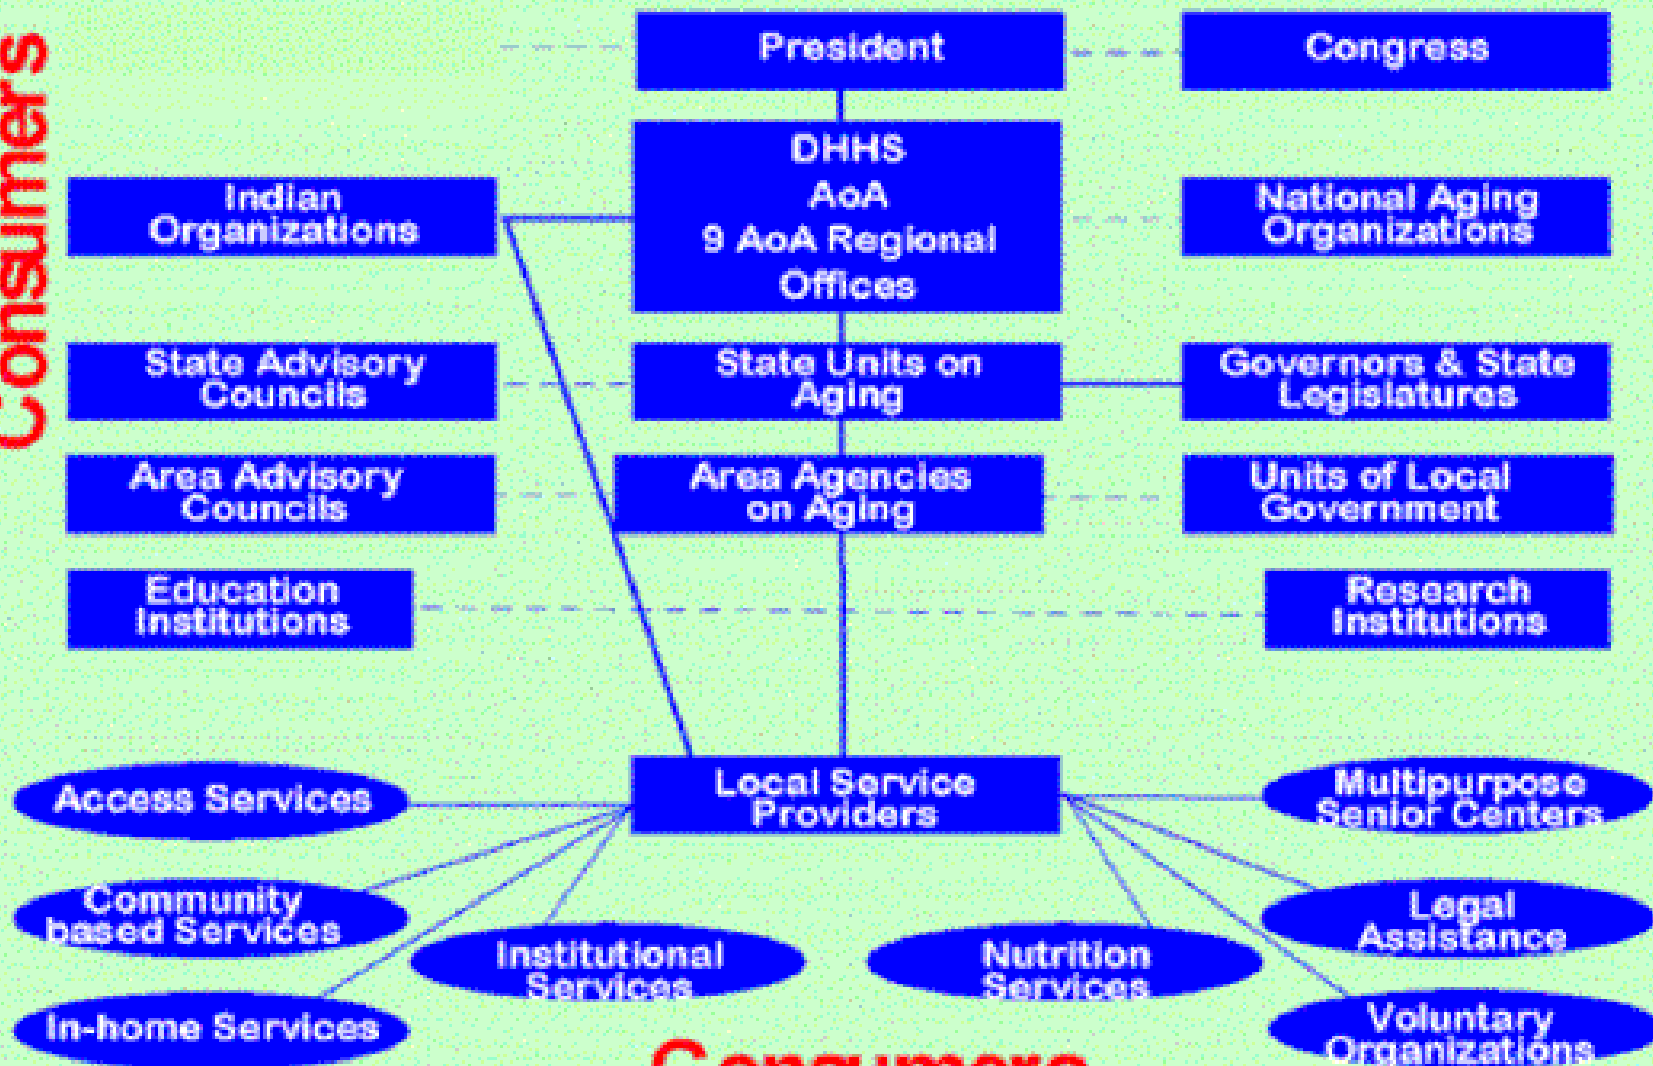 Consumers
President
Congress
DHHS
AoA
9 AoA Regional
Offices
Indian
Organizations
National Aging
Organizations
State Advisory
Councils
State Units on
Aging
Governors & State
Legislatures
Area Advisory
Councils
Area Agencies
on Aging
Units of Local
Government
Education
Institutions
Research
Institutions
Local Service
Providers
Access Services
Multipurpose
Senior Centers
Community
based Services
Legal
Assistance
Institutional
Services
Nutrition
Services
In-home Services
Voluntary
Organizations
Consumers